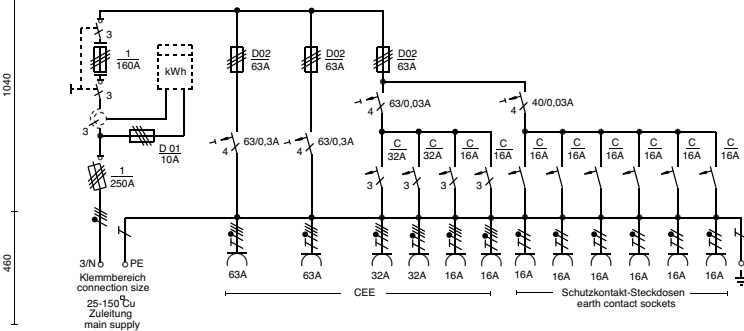 1040
460
3
1
160A
3
kWh
3
D 01
10A
1
250A
D02
63A
D02
63A
D02
63A
4
63/0,3A
4
63/0,3A
4
63/0,03A
4
40/0,03A
C
32A
C
32A
C
16A
C
16A
C
16A
C
16A
C
16A
C
16A
C
16A
C
16A
3
3
3
3
3/N
PE
63A
63A
32A
32A
16A
16A
16A
16A
16A
16A
16A
16A
Klemmbereich
connection size
25-150 Cu
Zuleitung
main supply
CEE
Schutzkontakt-Steckdosen
earth contact sockets